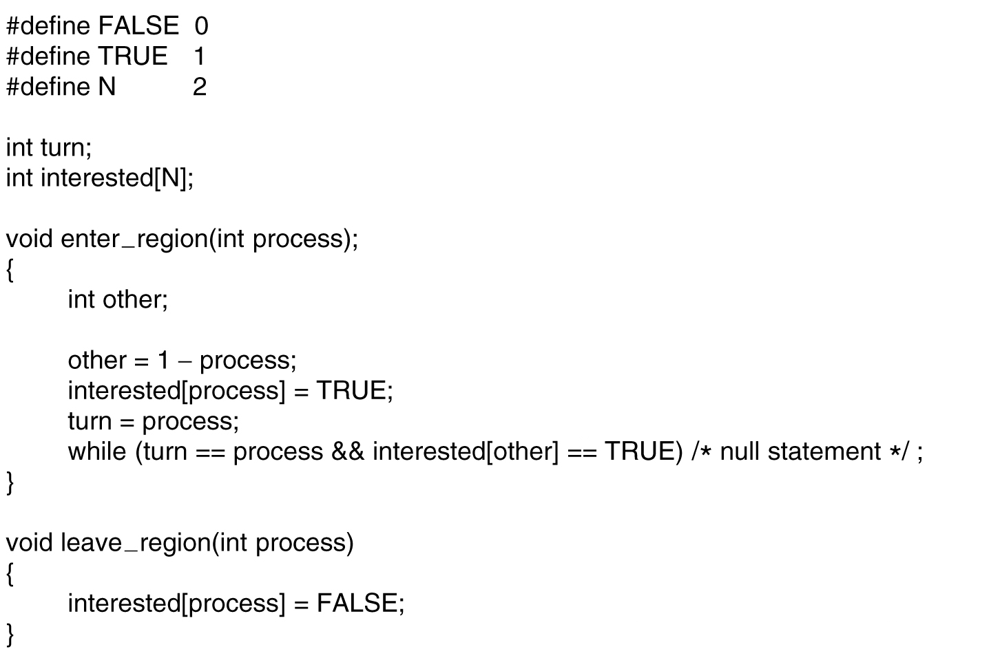 #define FALSE 0
#define TRUE 1
#define N 2
int turn;
int interested[N];
void enter_region(int process);
{
int other;
other = 1 – process;
interested[process] = TRUE;
turn = process;
while (turn == process && interested[other] == TRUE) /* null statement */ ;
}
void leave_region(int process)
{
interested[process] = FALSE;
}